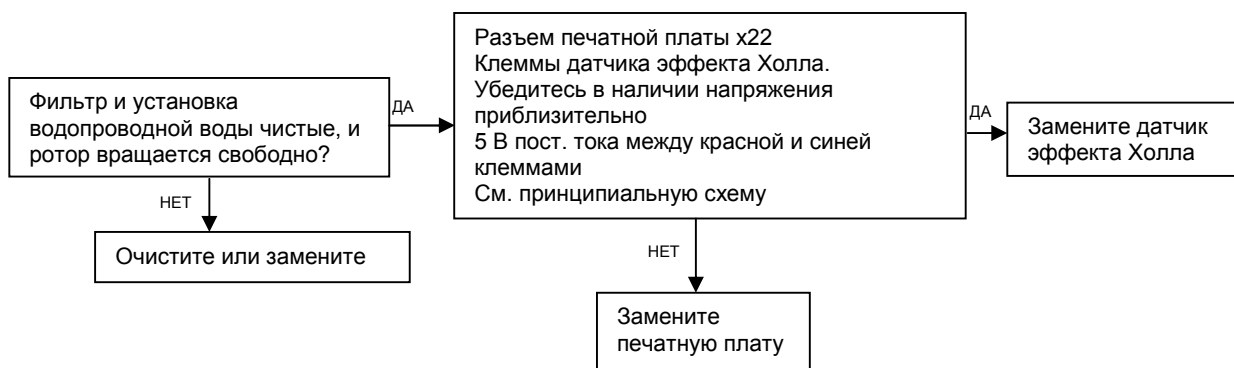 Фильтр и установка
водопроводной воды чистые, и
ротор вращается свободно?
ДА
НЕТ
Очистите или замените
Разъем печатной платы x22
Клеммы датчика эффекта Холла.
Убедитесь в наличии напряжения
приблизительно
5 В пост. тока между красной и синей
клеммами
См. принципиальную схему
ДА
НЕТ
Замените датчик
эффекта Холла
Замените
печатную плату